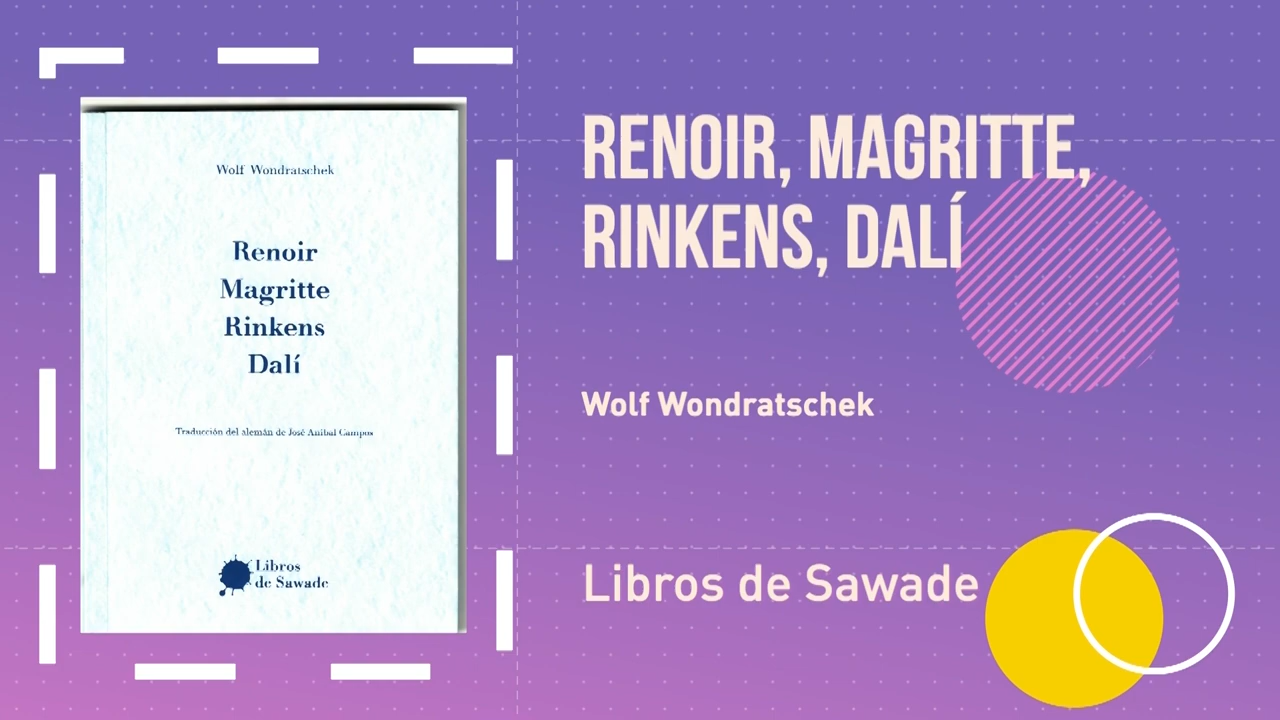 Wolf Wondratschek
Renoir
Magritte
Rinkens
Dalí
Traducción del alemán de José Aníbal Campos
Libros
de Sawade
RENOIR, MAGRITTE,
RINKENS, DALÍ
Wolf Wondratschek
Libros de Sawade